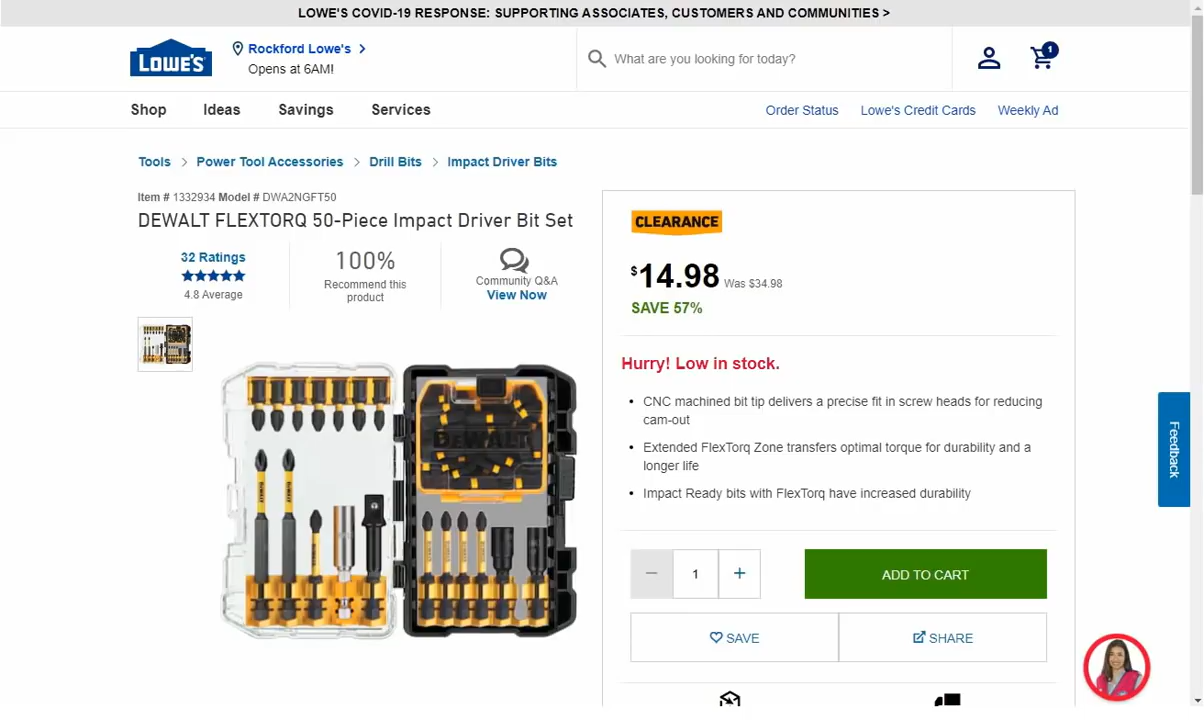 LOWE'S COVID-19 RESPONSE: SUPPORTING ASSOCIATES, CUSTOMERS AND COMMUNITIES >
LOWE'S
Rockford Lowe's >
Opens at 6AM!
What are you looking for today?
1
Shop
Ideas
Savings
Services
Order Status
Lowe's Credit Cards
Weekly Ad
Tools > Power Tool Accessories > Drill Bits > Impact Driver Bits
Item # 1332934 Model # DWA2NGFT50
DEWALT FLEXTORQ 50-Piece Impact Driver Bit Set
32 Ratings
4.8 Average
100%
Recommend this
product
Community Q&A
View Now
DEWALT
CLEARANCE
$14.98 Was $34.98
SAVE 57%
Hurry! Low in stock.
• CNC machined bit tip delivers a precise fit in screw heads for reducing
cam-out
• Extended FlexTorq Zone transfers optimal torque for durability and a
longer life
• Impact Ready bits with FlexTorq have increased durability
− 1 +
ADD TO CART
SAVE
SHARE
Feedback